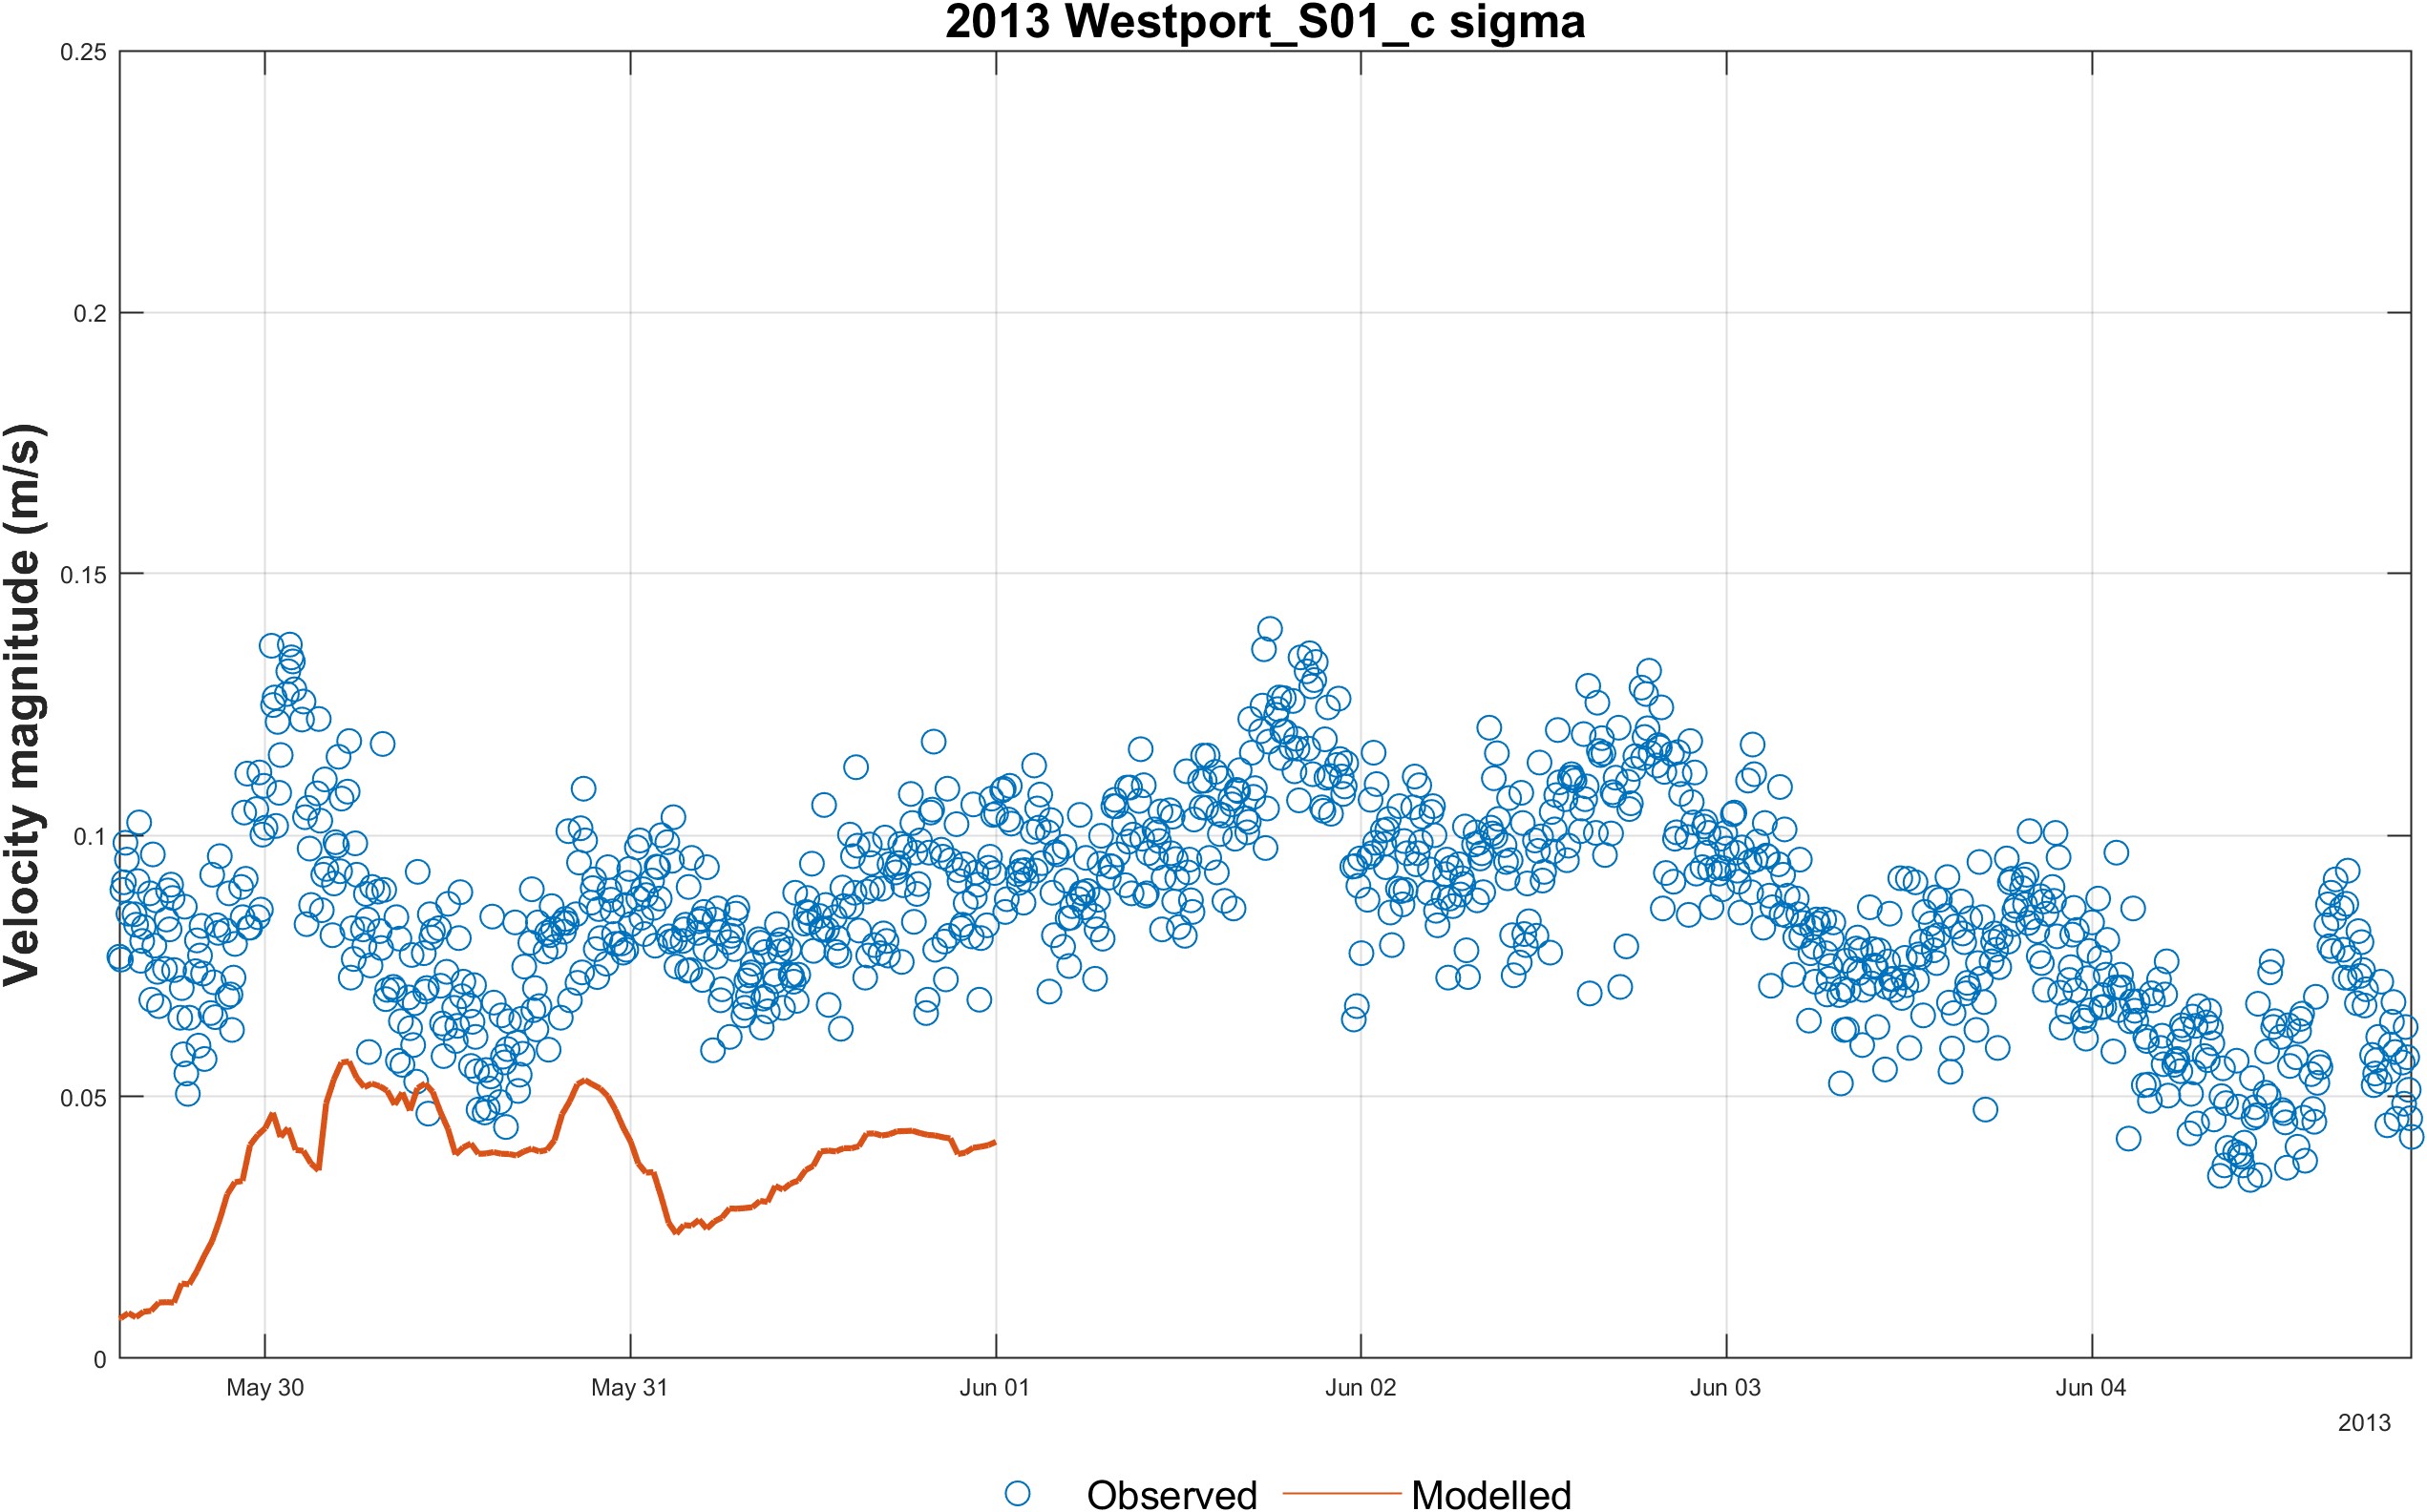 2013 Westport_S01_c sigma
Velocity magnitude (m/s)
0.25
0.2
0.15
0.1
0.05
0
May 30 May 31 Jun 01 Jun 02 Jun 03 Jun 04
2013
Observed Modelled